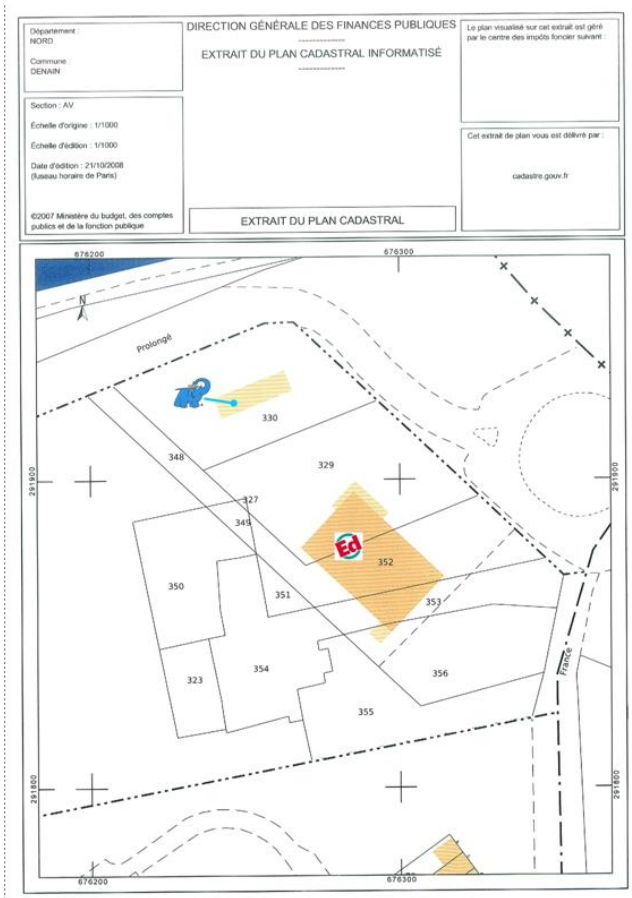 Département :
NORD
Commune :
DENAIN
Section : AV
Échelle d'origine : 1/1000
Échelle d'édition : 1/1000
Date d'édition : 21/10/2008
(fuseau horaire de Paris)
©2007 Ministère du budget, des comptes
publics et de la fonction publique
DIRECTION GÉNÉRALE DES FINANCES PUBLIQUES
EXTRAIT DU PLAN CADASTRAL INFORMATISÉ
EXTRAIT DU PLAN CADASTRAL
Le plan visualisé sur cet extrait est géré
par le centre des impôts foncier suivant :
Cet extrait de plan vous est délivré par :
cadastre.gouv.fr
676200
676300
N
Prolongé
330
329
348
291900
291900
327
349
Ed
352
350
351
353
323
354
356
France
355
291800
291800
676200
676300